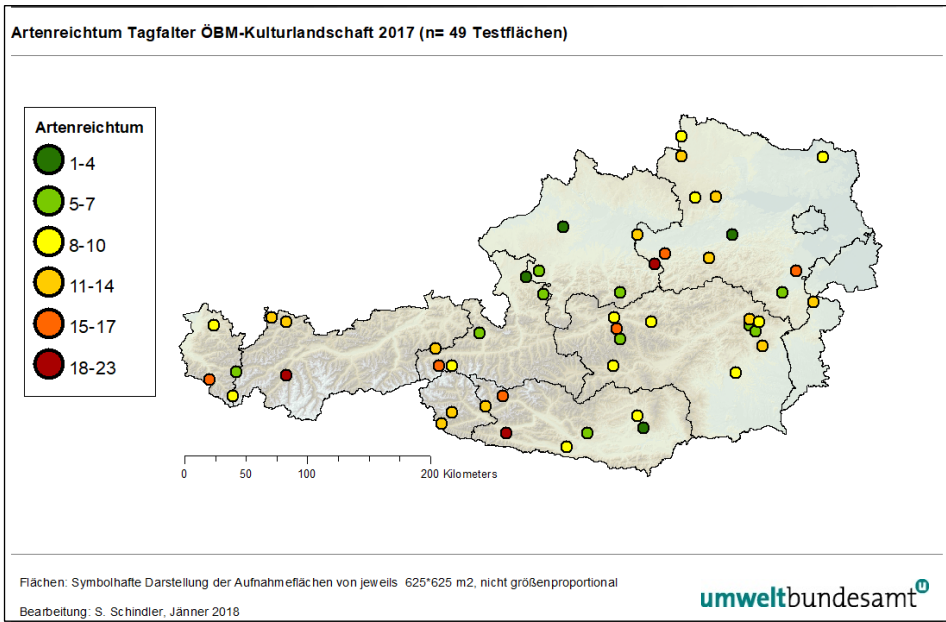 Artenreichtum Tagfalter ÖBM-Kulturlandschaft 2017 (n= 49 Testflächen)
Artenreichtum
1-4
5-7
8-10
11-14
15-17
18-23
0 50 100 200 Kilometers
Flächen: Symbolhafte Darstellung der Aufnahmeflächen von jeweils 625*625 m2, nicht größenproportional
Bearbeitung: S. Schindler, Jänner 2018
umweltbundesamt u